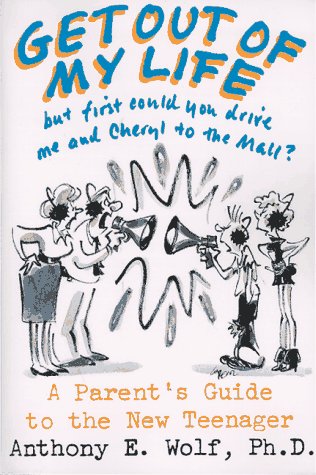 GET OUT OF
MY LIFE
but first could you drive
me and Cheryl to the Mall?
A Parent's Guide
to the New Teenager
Anthony E. Wolf, Ph.D.